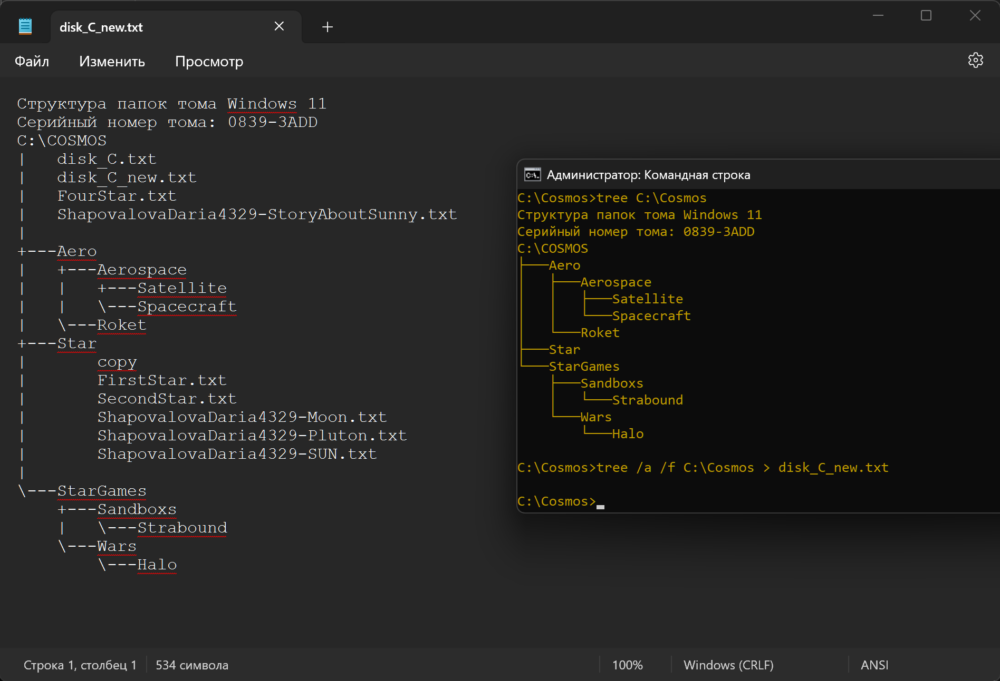 disk_C_new.txt
Файл Изменить Просмотр
Структура папок тома Windows 11
Серийный номер тома: 0839-3ADD
C:\COSMOS
|   disk_C.txt
|   disk_C_new.txt
|   FourStar.txt
|   ShapovalovaDaria4329-StoryAboutSunny.txt
|
+---Aero
|   +---Aerospace
|   |   +---Satellite
|   |   \---Spacecraft
|   \---Roket
+---Star
|       copy
|       FirstStar.txt
|       SecondStar.txt
|       ShapovalovaDaria4329-Moon.txt
|       ShapovalovaDaria4329-Pluton.txt
|       ShapovalovaDaria4329-SUN.txt
|
\---StarGames
    +---Sandboxs
    |   \---Strabound
    \---Wars
        \---Halo
Администратор: Командная строка
C:\Cosmos>tree C:\Cosmos
Структура папок тома Windows 11
Серийный номер тома: 0839-3ADD
C:\COSMOS
├───Aero
│   ├───Aerospace
│   │   ├───Satellite
│   │   └───Spacecraft
│   └───Roket
├───Star
└───StarGames
    ├───Sandboxs
    │   └───Strabound
    └───Wars
        └───Halo
C:\Cosmos>tree /a /f C:\Cosmos > disk_C_new.txt
C:\Cosmos>
Строка 1, столбец 1 534 символа 100% Windows (CRLF) ANSI